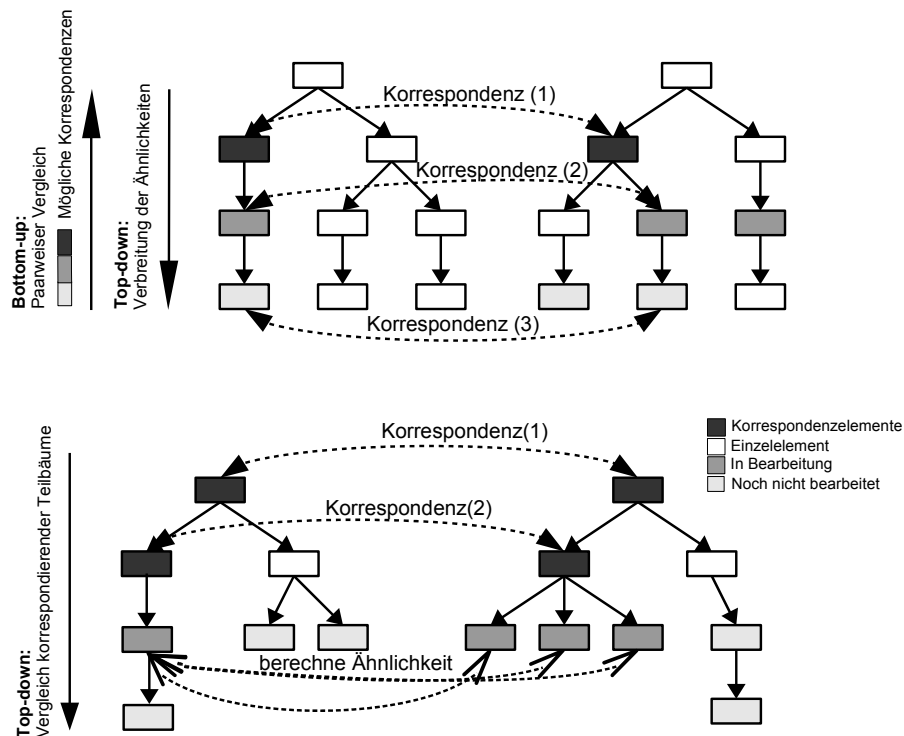 Bottom-up:
Paarweiser Vergleich
Mögliche Korrespondenzen
Top-down:
Verbreitung der Ähnlichkeiten
Korrespondenz (1)
Korrespondenz (2)
Korrespondenz (3)
Top-down:
Vergleich korrespondierender Teilbäume
Korrespondenz(1)
Korrespondenz(2)
berechne Ähnlichkeit
Korrespondenzelemente
Einzelelement
In Bearbeitung
Noch nicht bearbeitet